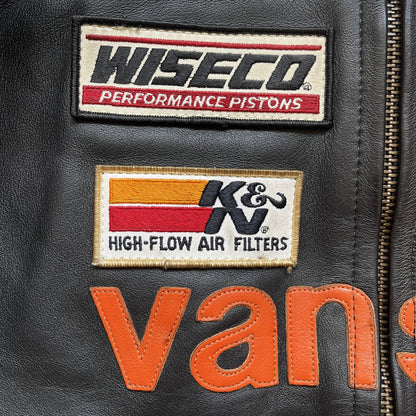 WISECO®
PERFORMANCE PISTONS
K&N®
HIGH-FLOW AIR FILTERS
vans